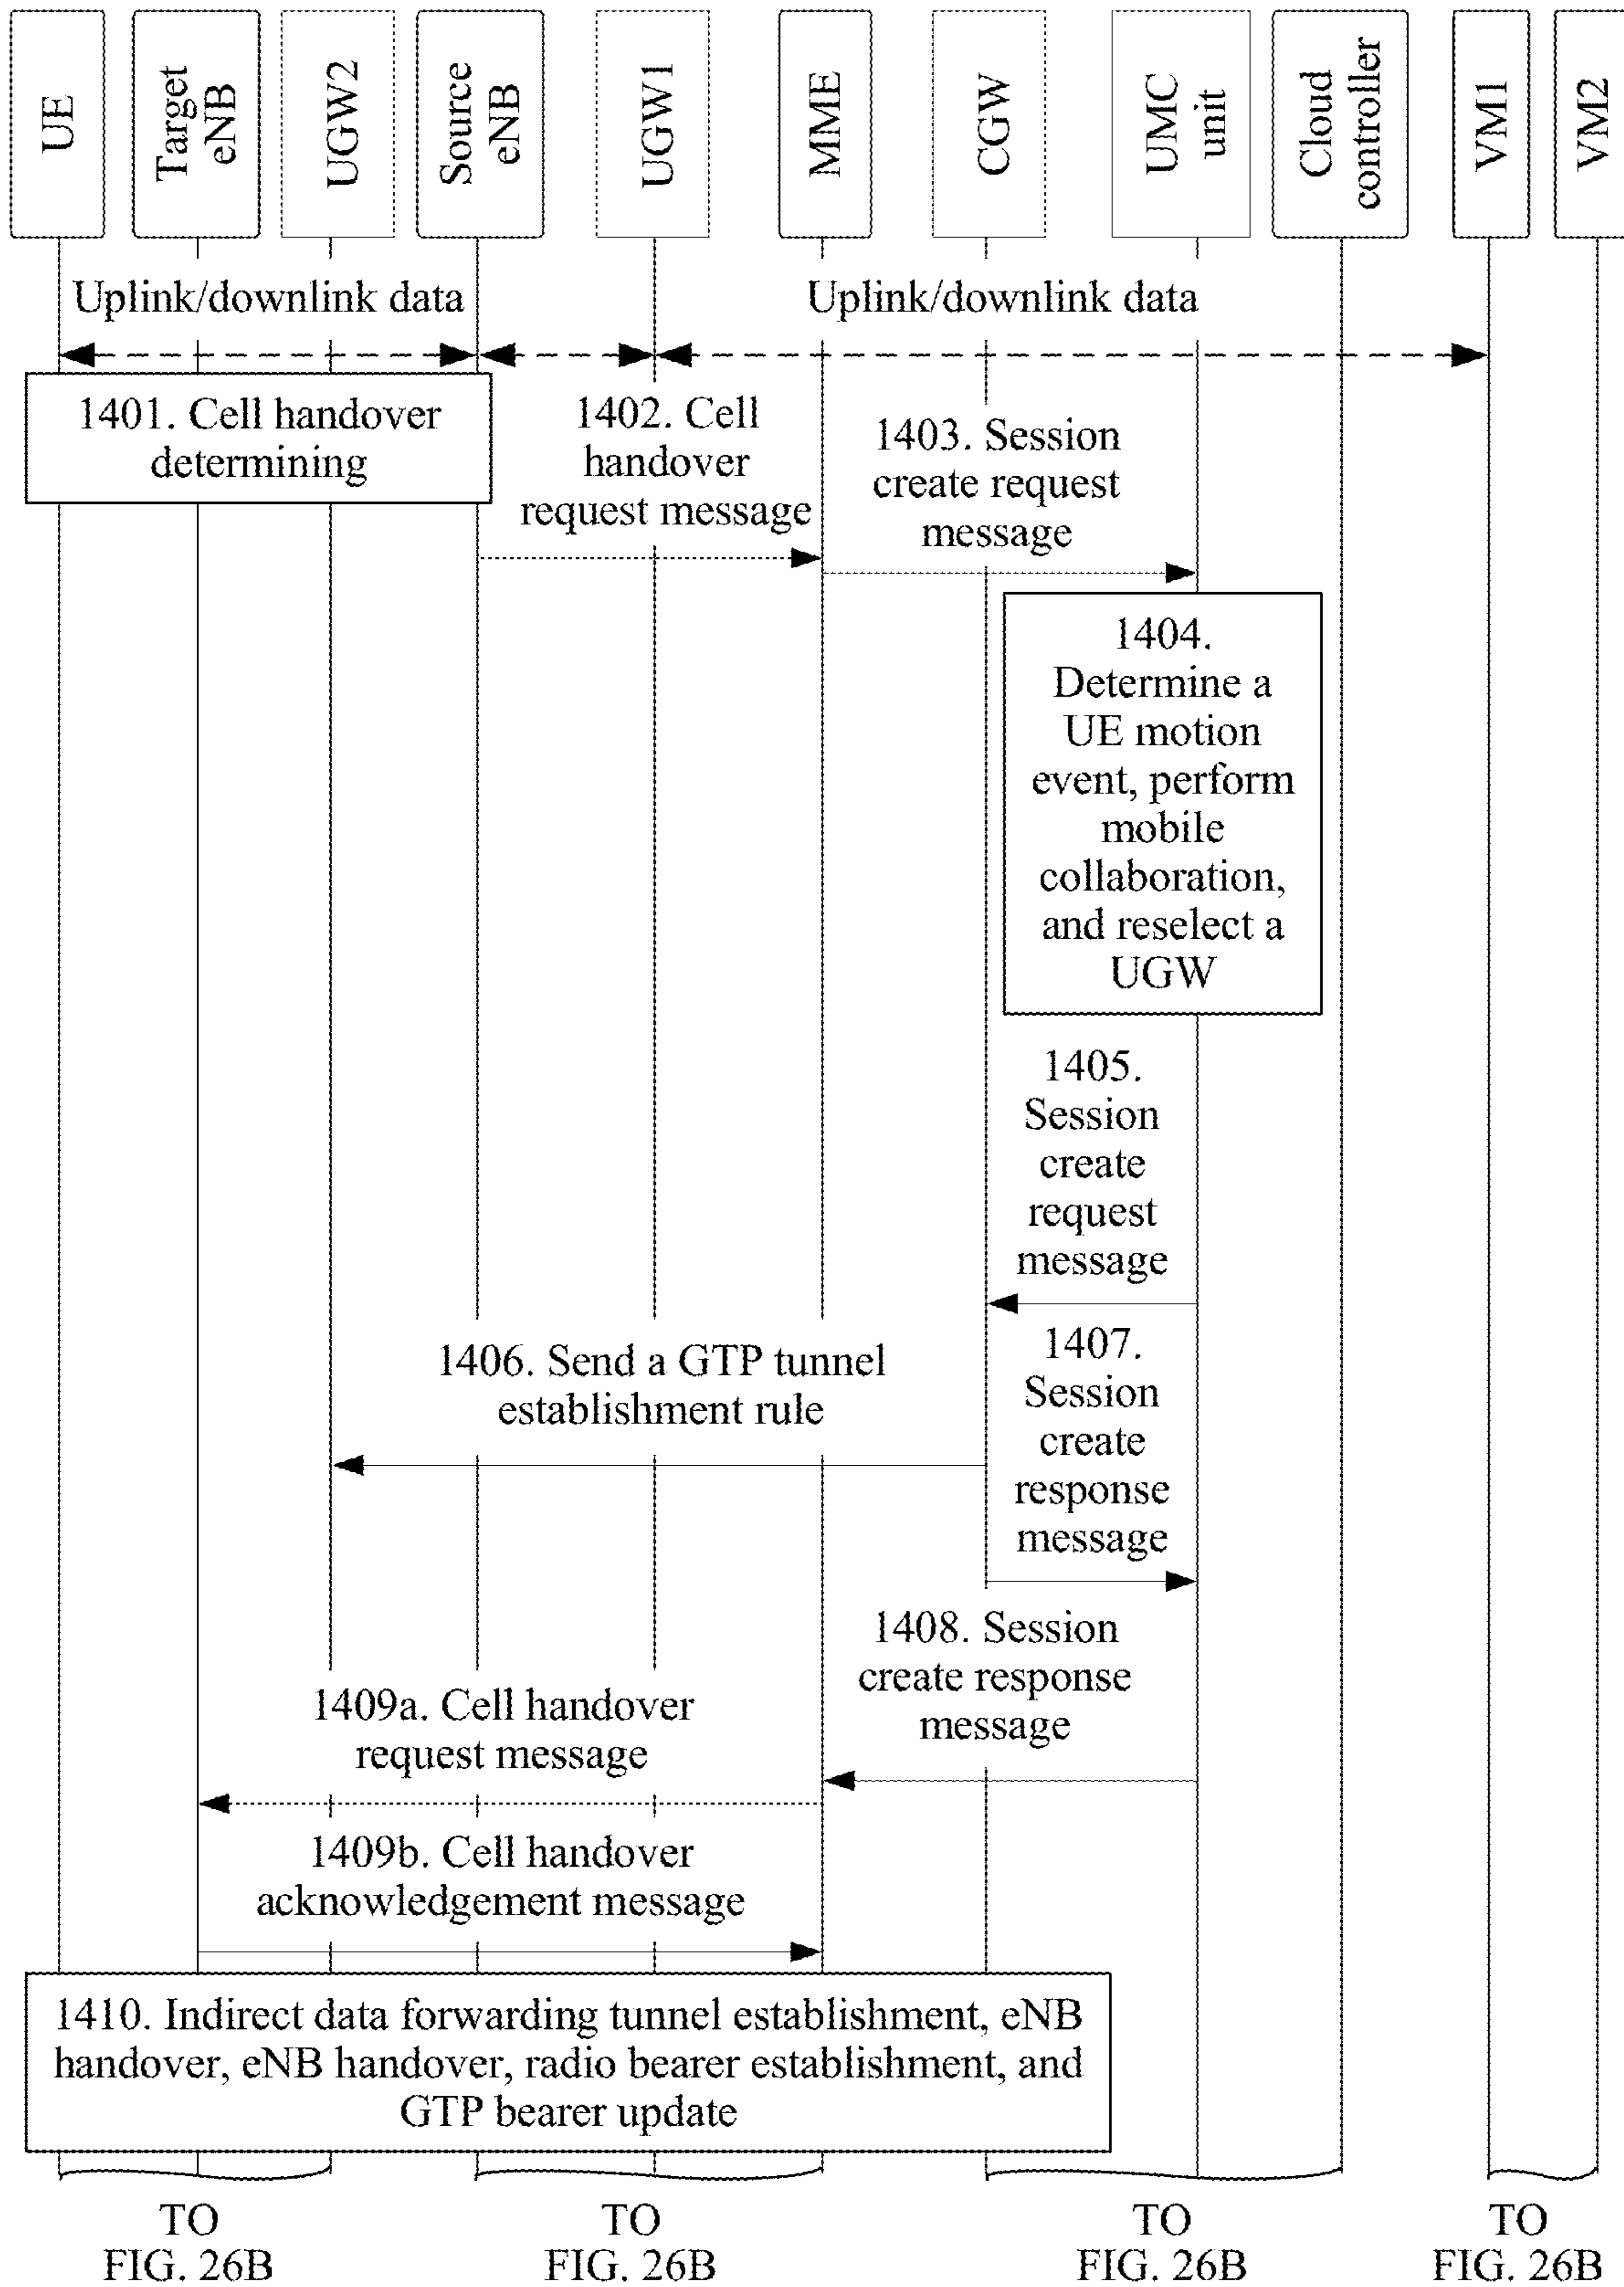 UE
Target
eNB
UGW2
Source
eNB
UGW1
MME
CGW
UMC
unit
Cloud
controller
VM1
VM2
Uplink/downlink data
Uplink/downlink data
1401. Cell handover
determining
1402. Cell
handover
request message
1403. Session
create request
message
1404.
Determine a
UE motion
event, perform
mobile
collaboration,
and reselect a
UGW
1405.
Session
create
request
message
1406. Send a GTP tunnel
establishment rule
1407.
Session
create
response
message
1408. Session
create response
message
1409a. Cell handover
request message
1409b. Cell handover
acknowledgement message
1410. Indirect data forwarding tunnel establishment, eNB
handover, eNB handover, radio bearer establishment, and
GTP bearer update
TO
FIG. 26B
TO
FIG. 26B
TO
FIG. 26B
TO
FIG. 26B